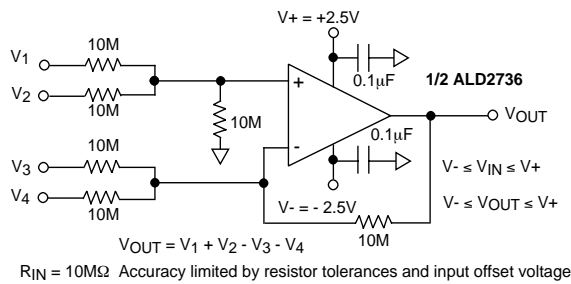 V+ = +2.5V
V1
10M
0.1µF
1/2 ALD2736
V2
10M
+
VOUT
10M
0.1µF
V3
10M
-
V- ≤ VIN ≤ V+
V4
10M
V- = - 2.5V
V- ≤ VOUT ≤ V+
10M
VOUT = V1 + V2 - V3 - V4
RIN = 10MΩ Accuracy limited by resistor tolerances and input offset voltage